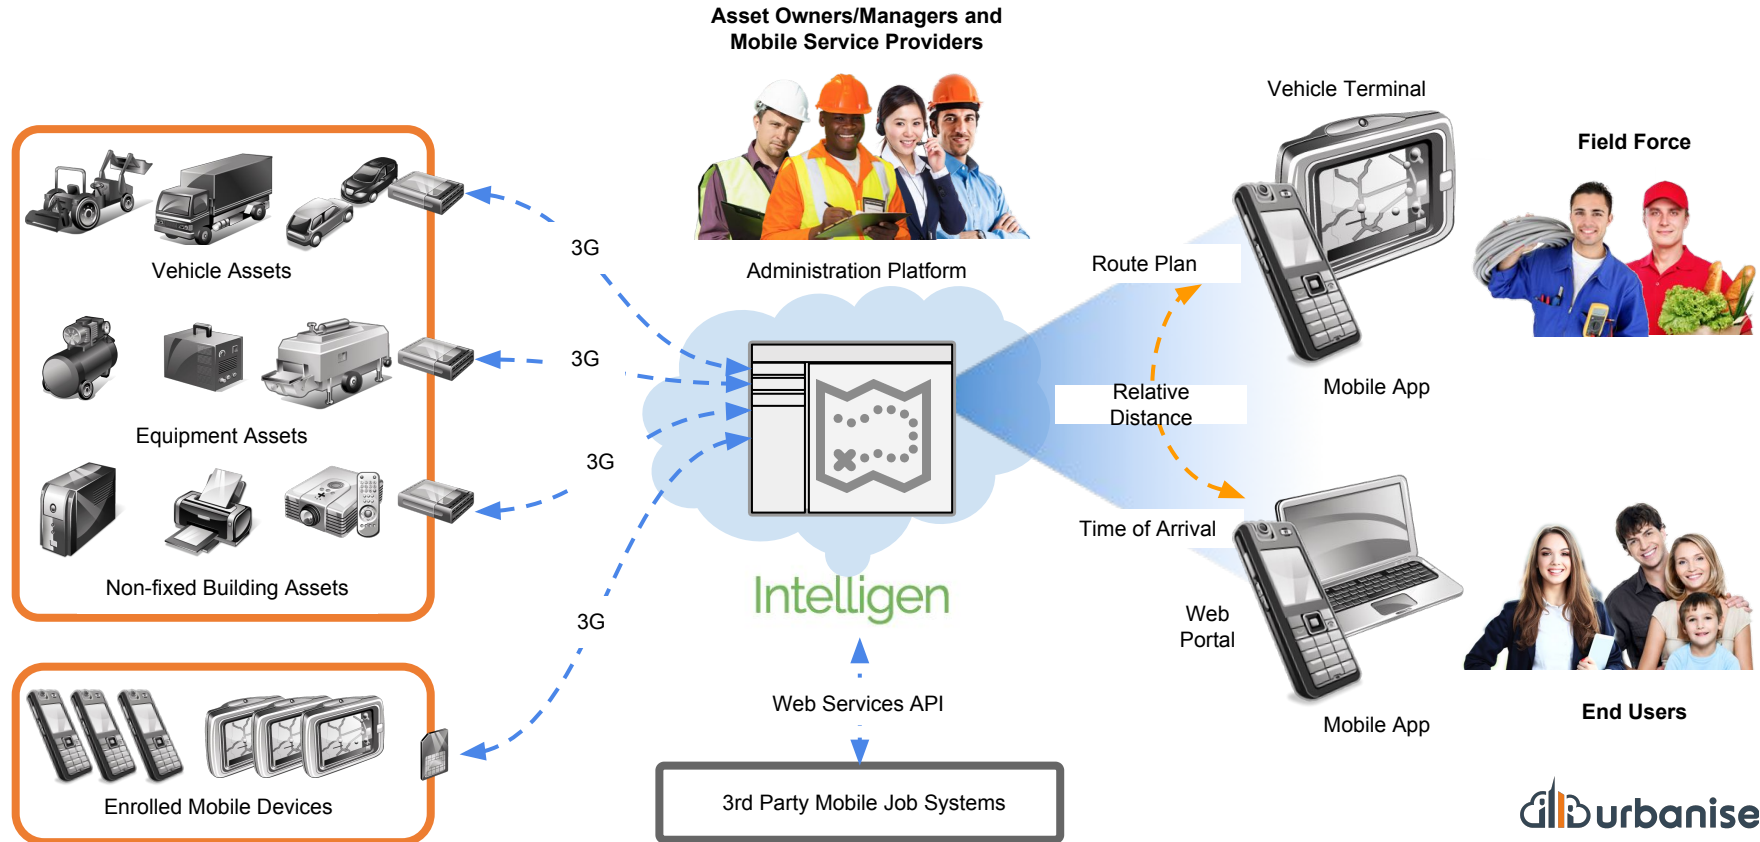 Asset Owners/Managers and
Mobile Service Providers
Vehicle Terminal
Field Force
3G
Vehicle Assets
Administration Platform
Route Plan
3G
Mobile App
Relative
Distance
Equipment Assets
3G
Time of Arrival
Non-fixed Building Assets
Intelligen
3G
Web
Portal
Web Services API
End Users
Mobile App
Enrolled Mobile Devices
3rd Party Mobile Job Systems
urbanise